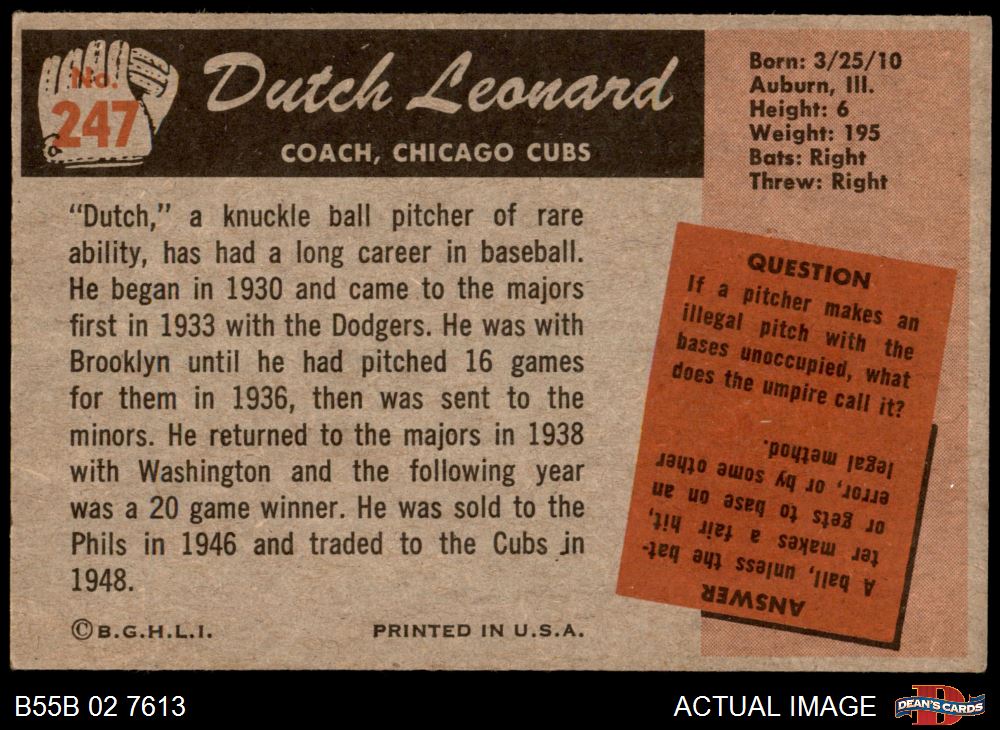 No.
247
Dutch Leonard
COACH, CHICAGO CUBS
Born: 3/25/10
Auburn, Ill.
Height: 6
Weight: 195
Bats: Right
Threw: Right
"Dutch," a knuckle ball pitcher of rare
ability, has had a long career in baseball.
He began in 1930 and came to the majors
first in 1933 with the Dodgers. He was with
Brooklyn until he had pitched 16 games
for them in 1936, then was sent to the
minors. He returned to the majors in 1938
with Washington and the following year
was a 20 game winner. He was sold to the
Phils in 1946 and traded to the Cubs in
1948.
©B.G.H.L.I.
PRINTED IN U.S.A.
QUESTION
If a pitcher makes an
illegal pitch with the
bases unoccupied, what
does the umpire call it?
ANSWER
A ball, unless the bat-
ter makes a fair hit,
or gets to base on an
error, or by some other
legal method.
B55B 02 7613
ACTUAL IMAGE
D
DEAN'S CARDS